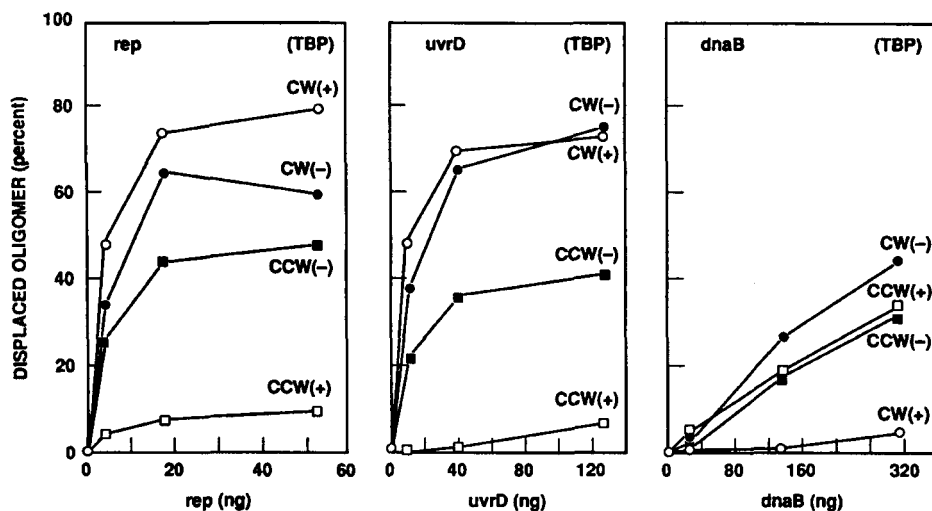 DISPLACED OLIGOMER (percent)
100
80
60
40
20
0
rep (TBP)
CW(+)
CW(−)
CCW(−)
CCW(+)
0 20 40 60
rep (ng)
uvrD (TBP)
CW(−)
CW(+)
CCW(−)
CCW(+)
0 40 80 120
uvrD (ng)
dnaB (TBP)
CW(−)
CCW(+)
CCW(−)
CW(+)
0 80 160 240 320
dnaB (ng)